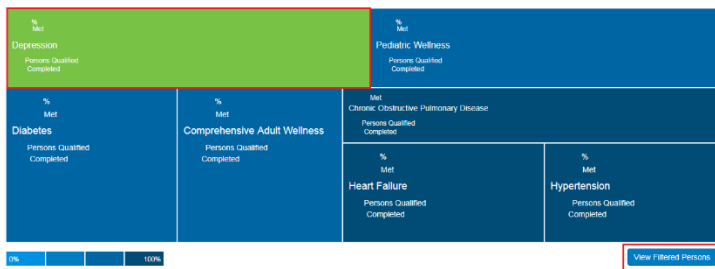 %
Met
Depression
Persons Qualified
Completed
%
Met
Pediatric Wellness
Persons Qualified
Completed
%
Met
Diabetes
Persons Qualified
Completed
%
Met
Comprehensive Adult Wellness
Persons Qualified
Completed
Met
Chronic Obstructive Pulmonary Disease
Persons Qualified
Completed
%
Met
Heart Failure
Persons Qualified
Completed
%
Met
Hypertension
Persons Qualified
Completed
0% 100%
View Filtered Persons